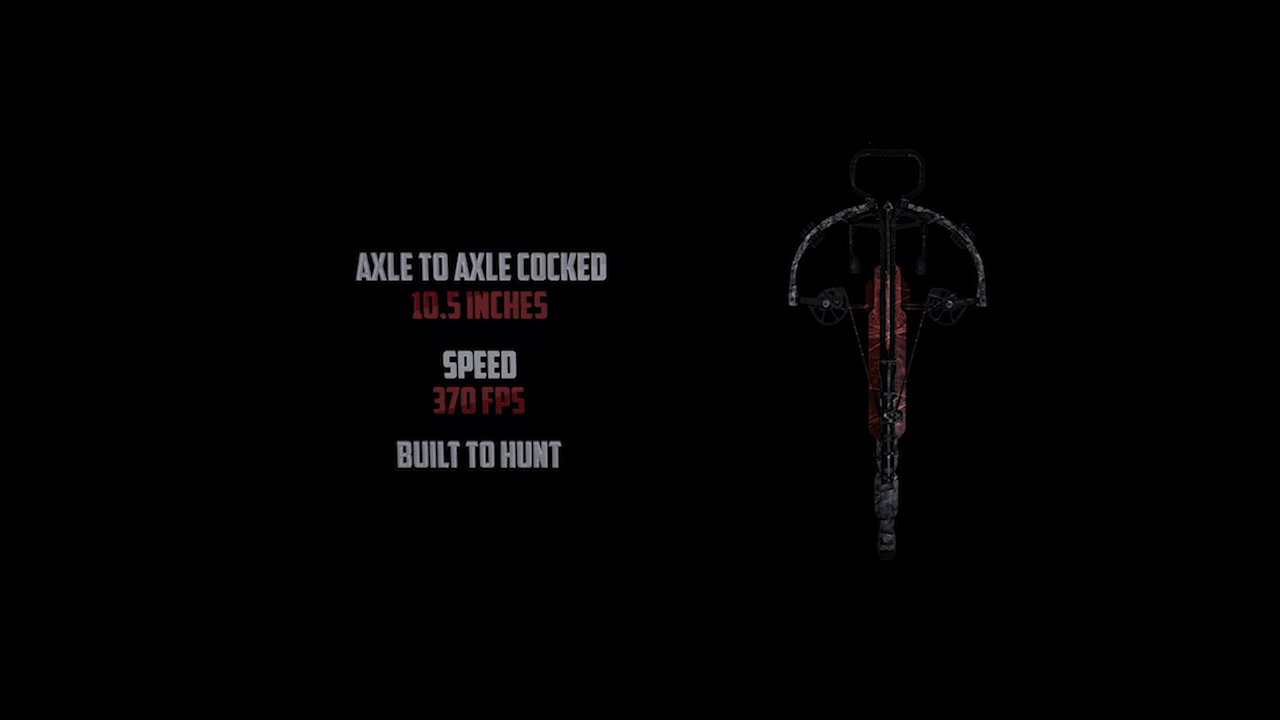 AXLE TO AXLE COCKED
10.5 INCHES
SPEED
370 FPS
BUILT TO HUNT